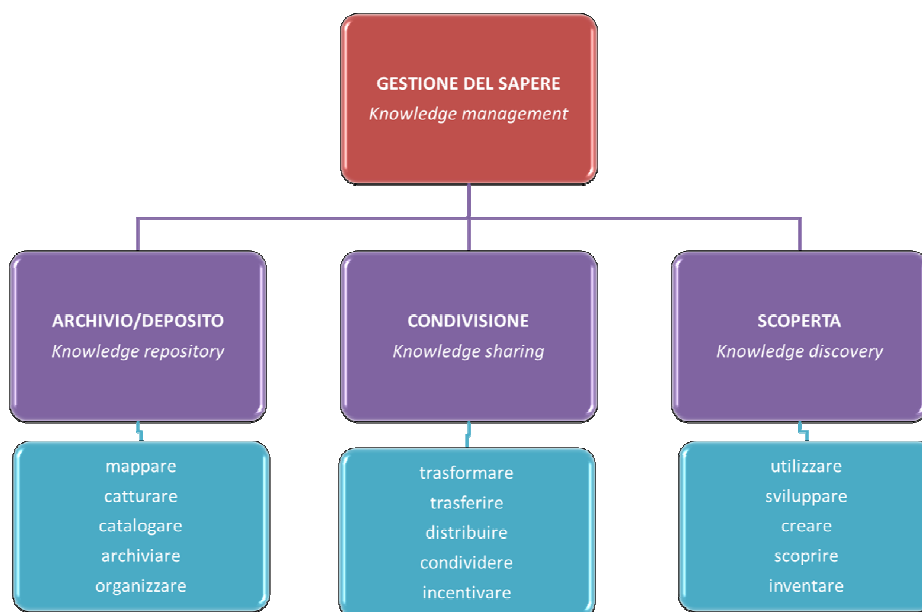 GESTIONE DEL SAPERE
Knowledge management
ARCHIVIO/DEPOSITO
Knowledge repository
CONDIVISIONE
Knowledge sharing
SCOPERTA
Knowledge discovery
mappare
catturare
catalogare
archiviare
organizzare
trasformare
trasferire
distribuire
condividere
incentivare
utilizzare
sviluppare
creare
scoprire
inventare